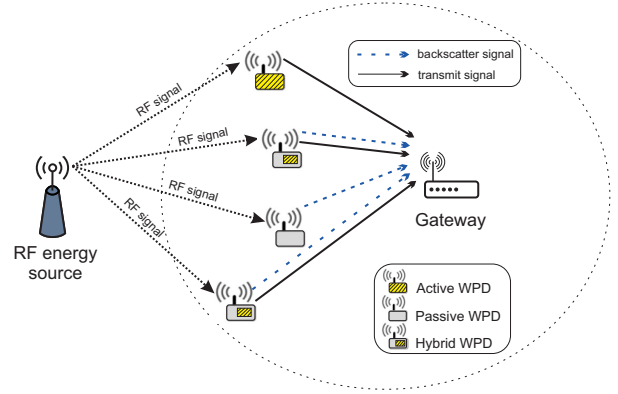 backscatter signal
transmit signal
RF signal
RF signal
RF signal
RF signal
RF energy
source
Gateway
Active WPD
Passive WPD
Hybrid WPD